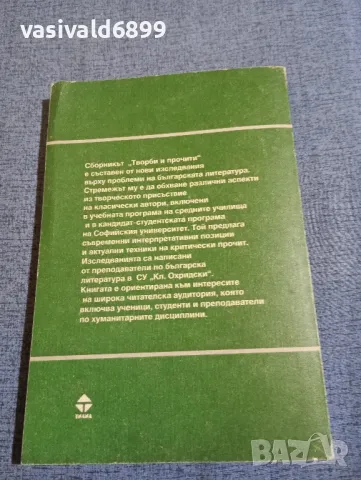 vasivald6899
Сборникът „Творби и прочити"
е съставен от нови изследвания
върху проблеми на българската литература.
Стремежът му е да обхване различни аспекти
из творческото присъствие
на класически автори, включени
в учебната програма на средните училища
и в кандидат-студентската програма
на Софийския университет. Той предлага
съвременни интерпретативни позиции
и актуални техники на критически прочит.
Изследванията са написани
от преподаватели по българска
литература в СУ „Кл. Охридски".
Книгата е ориентирана към интересите
на широка читателска аудитория, която
включва ученици, студенти и преподаватели
по хуманитарните дисциплини.
bazar